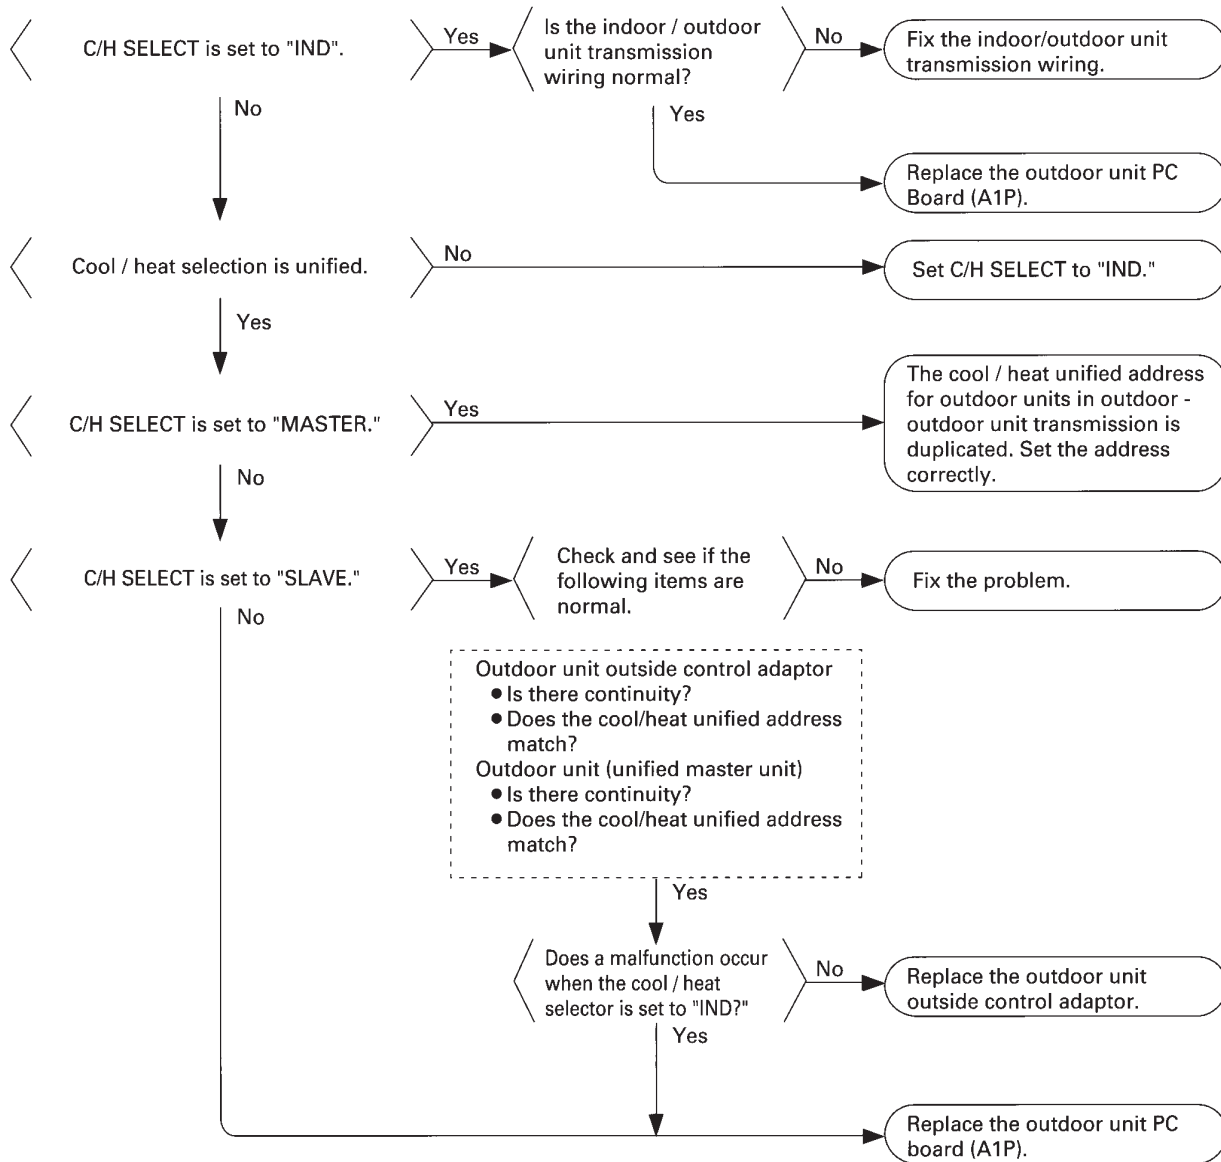 C/H SELECT is set to "IND".
Yes
Is the indoor / outdoor
unit transmission
wiring normal?
No
Fix the indoor/outdoor unit
transmission wiring.
No
Yes
Replace the outdoor unit PC
Board (A1P).
Cool / heat selection is unified.
No
Set C/H SELECT to "IND."
Yes
C/H SELECT is set to "MASTER."
Yes
The cool / heat unified address
for outdoor units in outdoor -
outdoor unit transmission is
duplicated. Set the address
correctly.
No
C/H SELECT is set to "SLAVE."
Yes
Check and see if the
following items are
normal.
No
Fix the problem.
No
Outdoor unit outside control adaptor
● Is there continuity?
● Does the cool/heat unified address
match?
Outdoor unit (unified master unit)
● Is there continuity?
● Does the cool/heat unified address
match?
Yes
Does a malfunction occur
when the cool / heat
selector is set to "IND?"
No
Replace the outdoor unit
outside control adaptor.
Yes
Replace the outdoor unit PC
board (A1P).